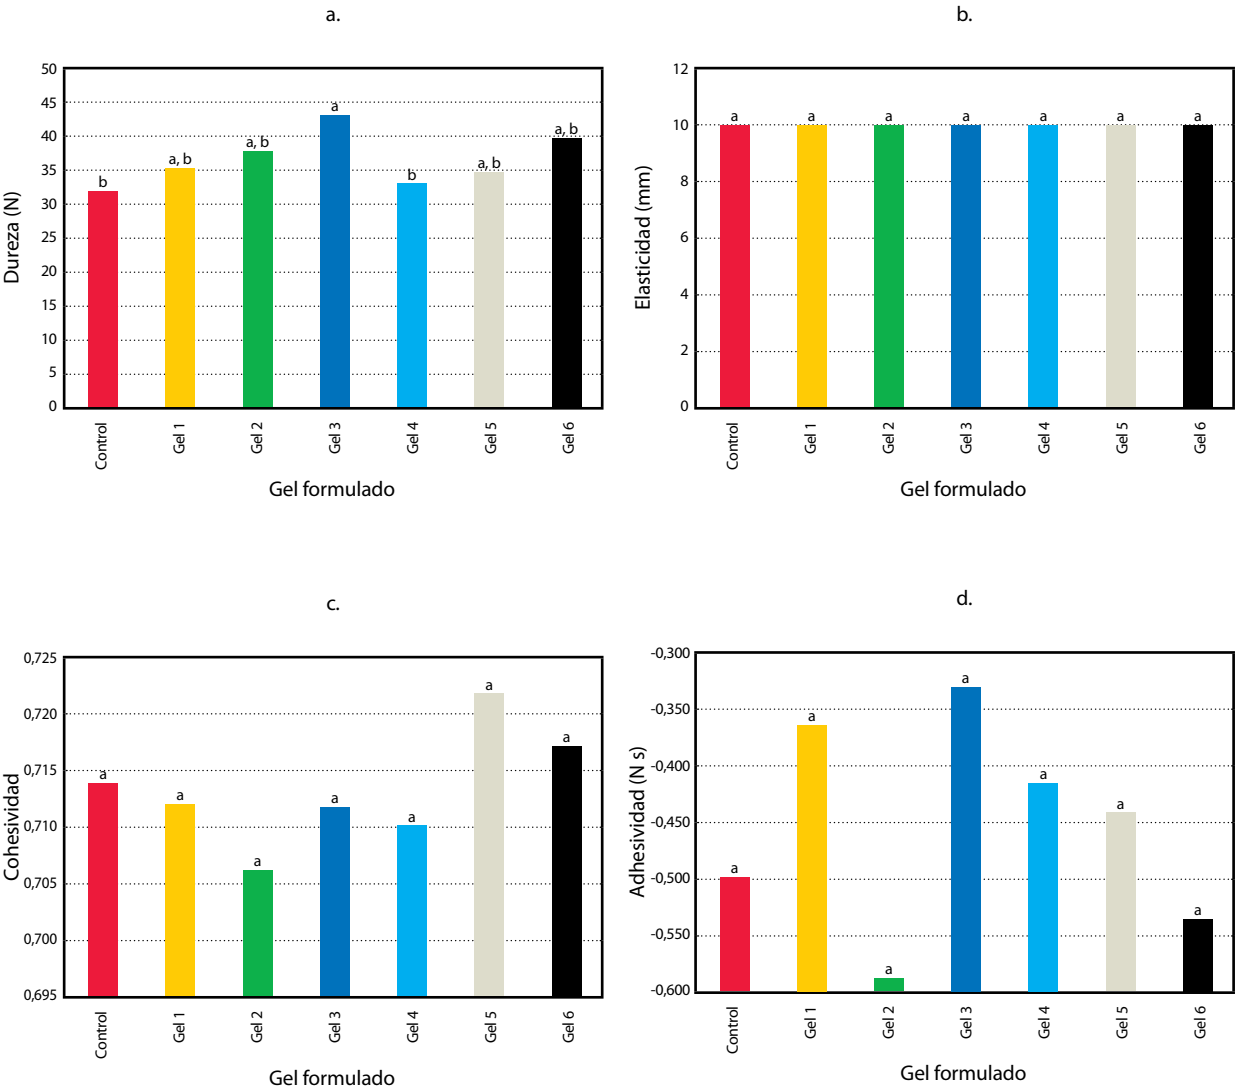 a.
50
45
40
35
30
25
20
15
10
5
0
Dureza (N)
b
a, b
a, b
a
b
a, b
a, b
Control
Gel 1
Gel 2
Gel 3
Gel 4
Gel 5
Gel 6
Gel formulado
b.
12
10
8
6
4
2
0
Elasticidad (mm)
a
a
a
a
a
a
a
Control
Gel 1
Gel 2
Gel 3
Gel 4
Gel 5
Gel 6
Gel formulado
c.
0,725
0,720
0,715
0,710
0,705
0,700
0,695
Cohesividad
a
a
a
a
a
a
a
Control
Gel 1
Gel 2
Gel 3
Gel 4
Gel 5
Gel 6
Gel formulado
d.
-0,300
-0,350
-0,400
-0,450
-0,500
-0,550
-0,600
Adhesividad (N s)
a
a
a
a
a
a
a
Control
Gel 1
Gel 2
Gel 3
Gel 4
Gel 5
Gel 6
Gel formulado